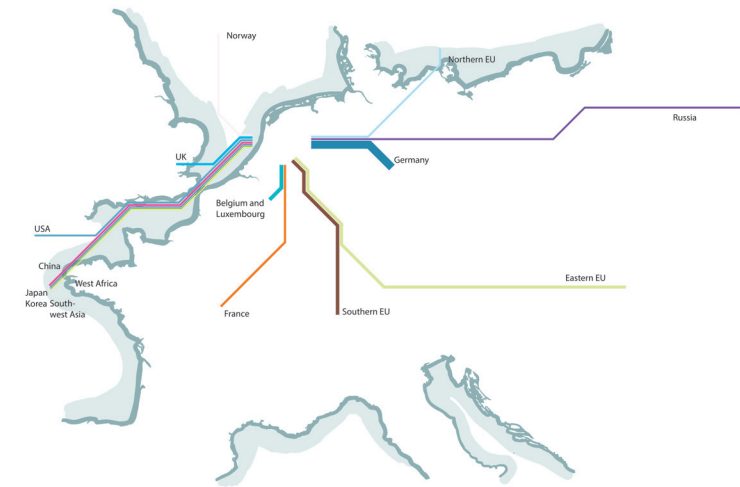 Norway
Northern EU
Russia
UK
Germany
Belgium and
Luxembourg
USA
China
West Africa
Eastern EU
Japan
Korea South-
west Asia
France
Southern EU